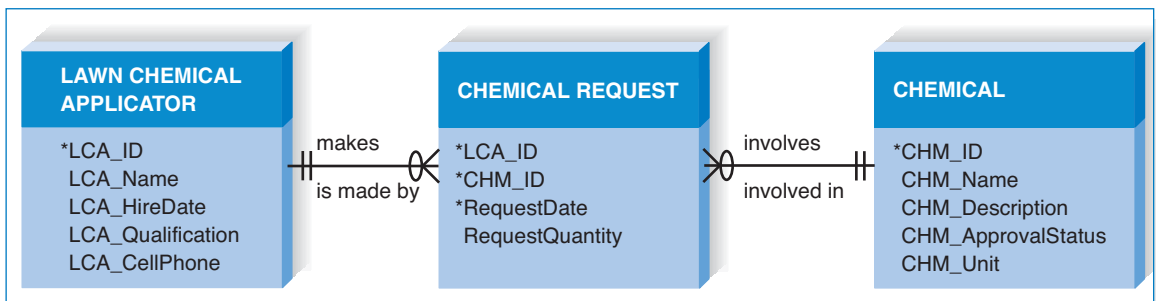 LAWN CHEMICAL
APPLICATOR
*LCA_ID
LCA_Name
LCA_HireDate
LCA_Qualification
LCA_CellPhone
makes
is made by
CHEMICAL REQUEST
*LCA_ID
*CHM_ID
*RequestDate
RequestQuantity
involves
involved in
CHEMICAL
*CHM_ID
CHM_Name
CHM_Description
CHM_ApprovalStatus
CHM_Unit